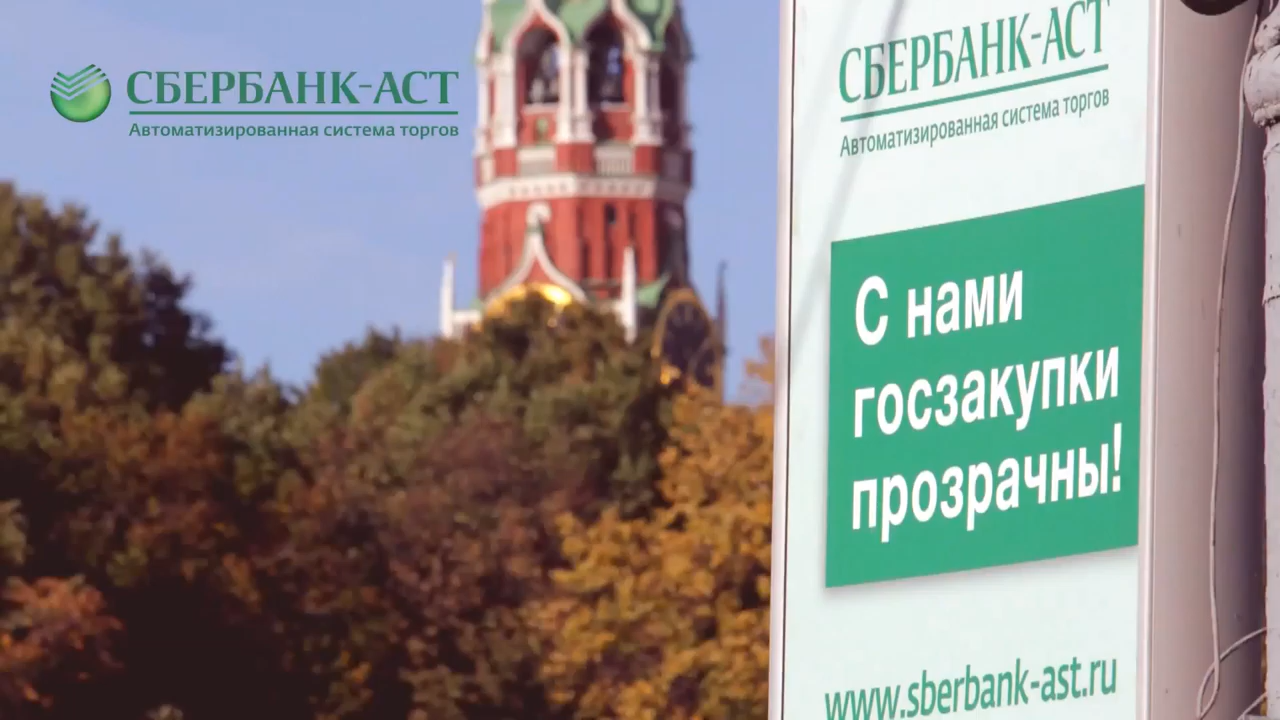 СБЕРБАНК-АСТ
Автоматизированная система торгов
СБЕРБАНК-АСТ
Автоматизированная система торгов
С нами
госзакупки
прозрачны!
www.sberbank-ast.ru